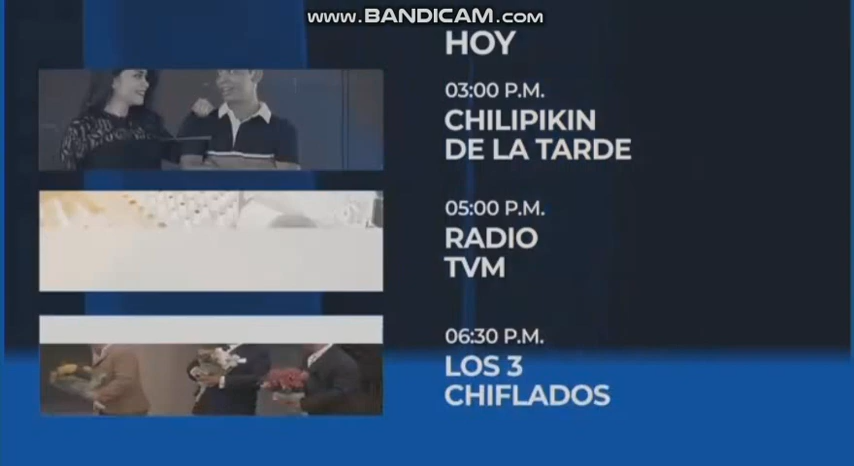 www.BANDICAM.com
HOY
03:00 P.M.
CHILIPIKIN
DE LA TARDE
05:00 P.M.
RADIO
TVM
06:30 P.M.
LOS 3
CHIFLADOS